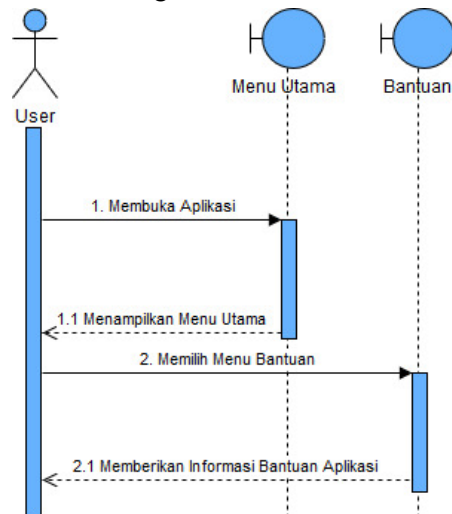 Menu Utama
Bantuan
User
1. Membuka Aplikasi
1.1 Menampilkan Menu Utama
2. Memilih Menu Bantuan
2.1 Memberikan Informasi Bantuan Aplikasi